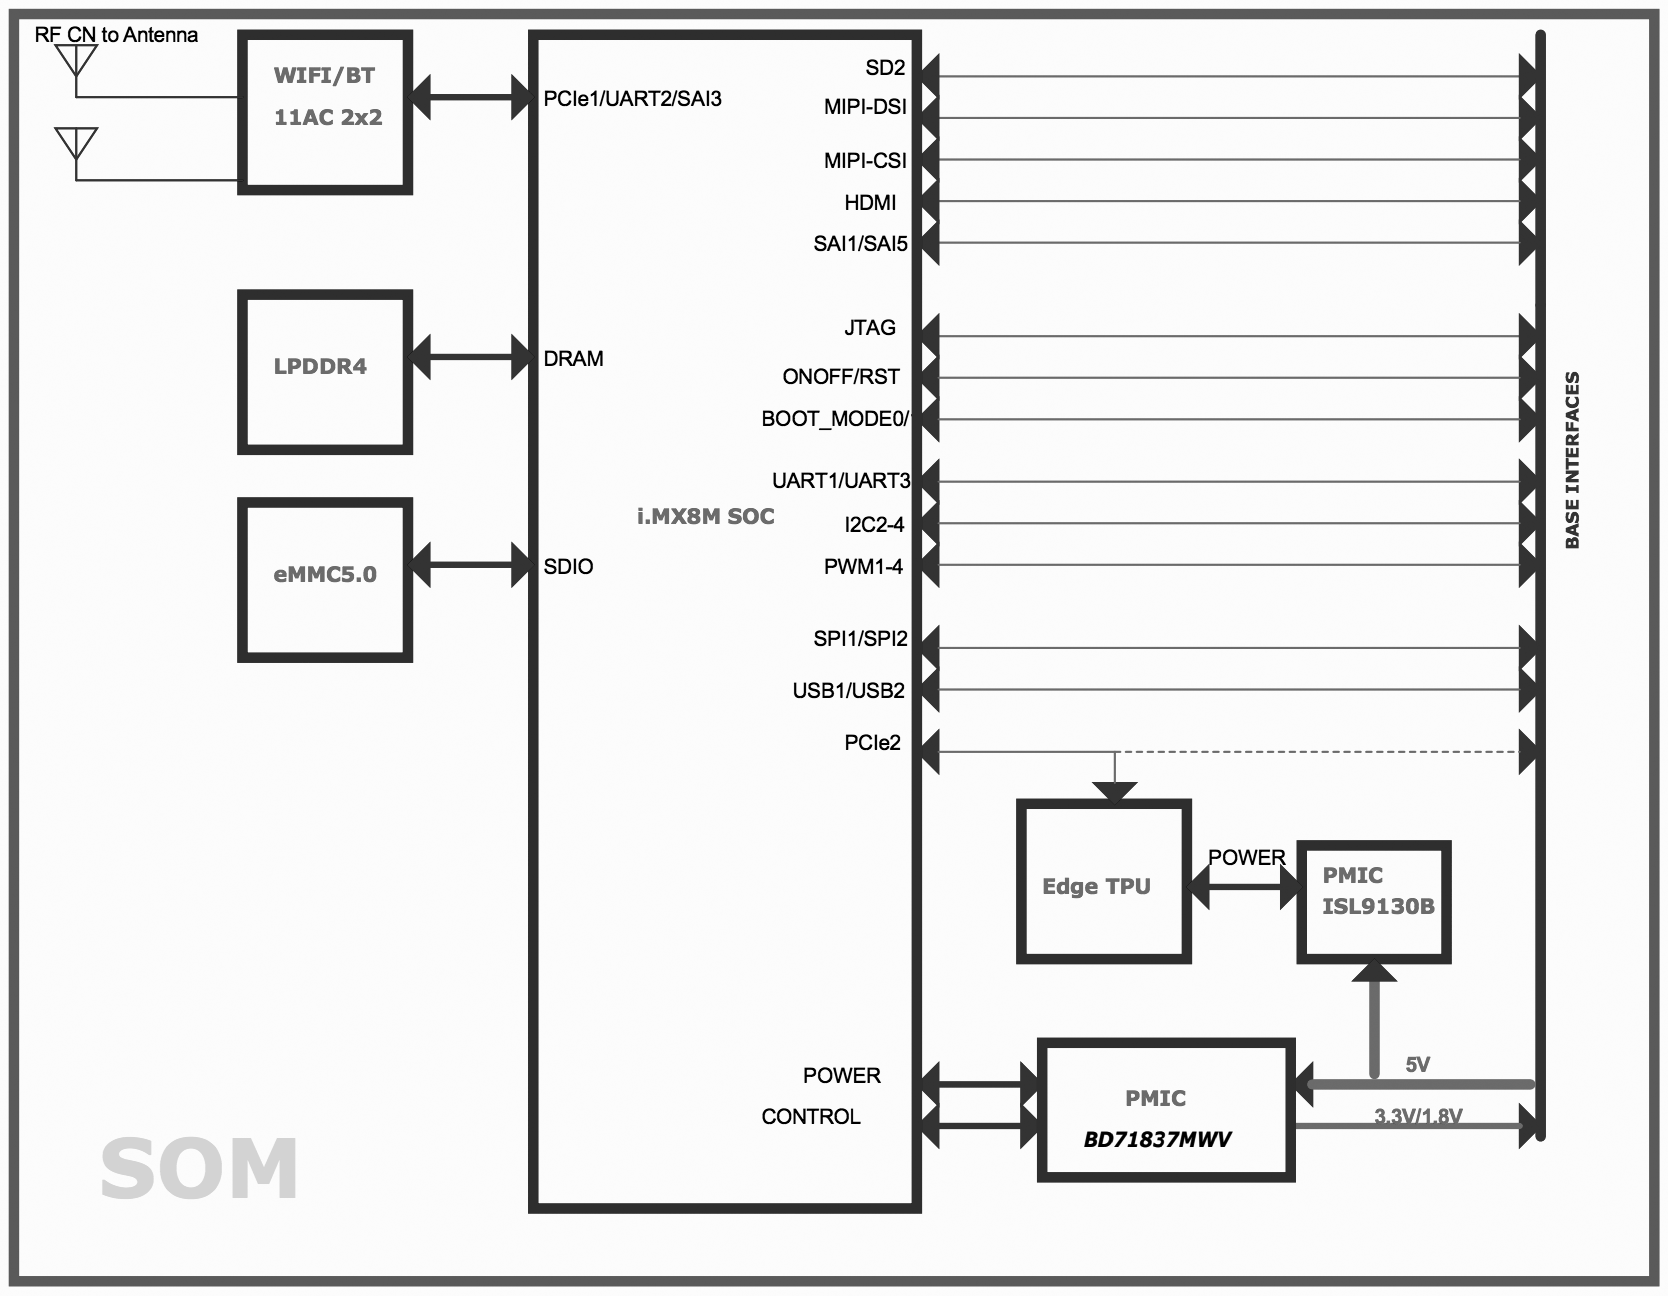 RF CN to Antenna
WIFI/BT
11AC 2x2
PCIe1/UART2/SAI3
SD2
MIPI-DSI
MIPI-CSI
HDMI
SAI1/SAI5
LPDDR4
DRAM
JTAG
ONOFF/RST
BOOT_MODE0/
BASE INTERFACES
eMMC5.0
SDIO
i.MX8M SOC
UART1/UART3
I2C2-4
PWM1-4
SPI1/SPI2
USB1/USB2
PCIe2
Edge TPU
POWER
PMIC
ISL9130B
POWER
CONTROL
PMIC
BD71837MWV
5V
3.3V/1.8V
SOM